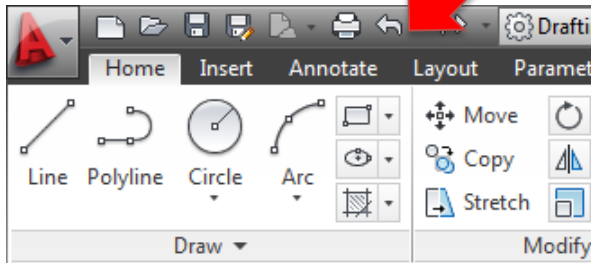 Drafti
Home Insert Annotate Layout Paramet
Move
Copy
Line Polyline Circle Arc
Stretch
Draw Modify